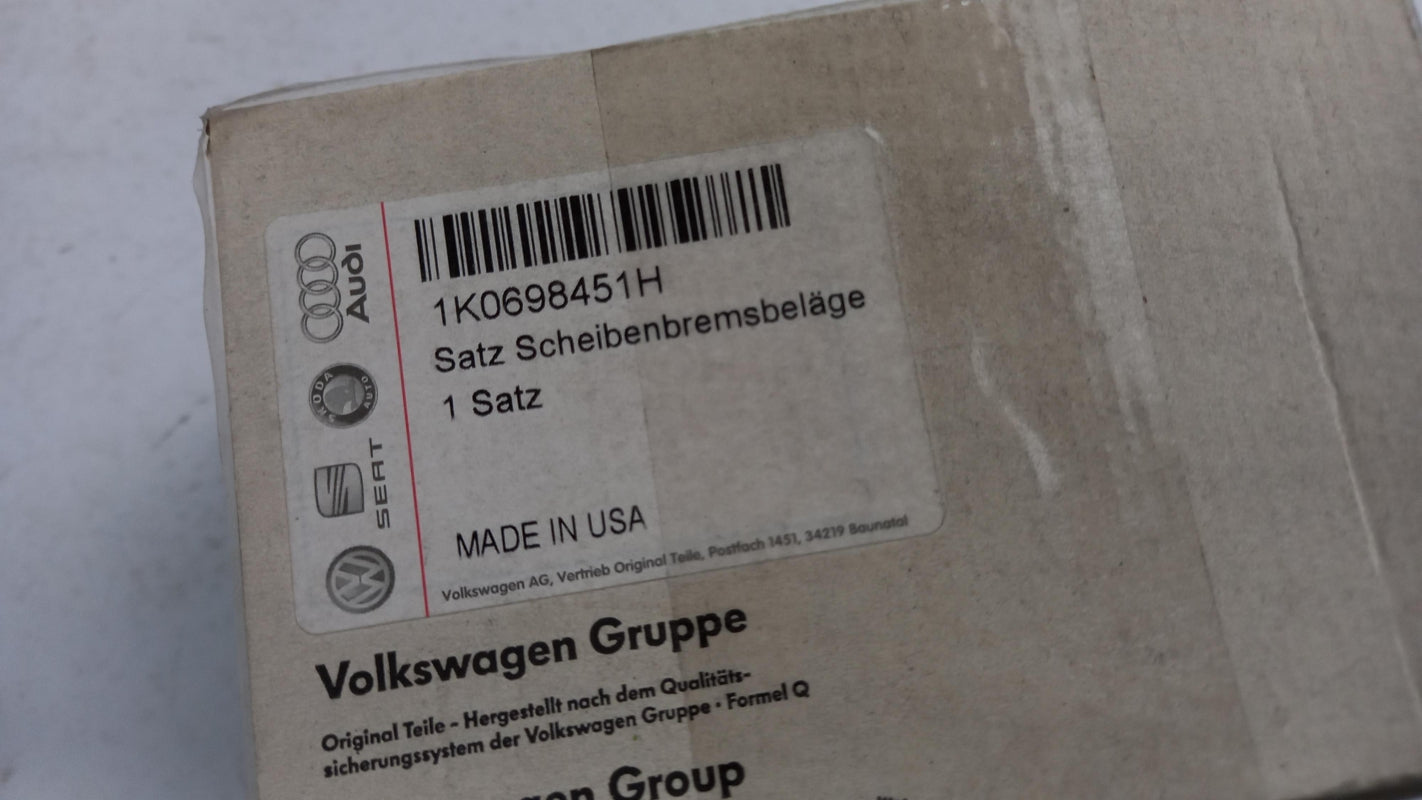 1K0698451H
Satz Scheibenbremsbeläge
1 Satz
MADE IN USA
Volkswagen AG, Vertrieb Original Teile, Postfach 1451, 34219 Baunatal
Audi
ŠKODA AUTO
SEAT
Volkswagen Gruppe
Original Teile - Hergestellt nach dem Qualitäts-
sicherungssystem der Volkswagen Gruppe • Formel Q
Group